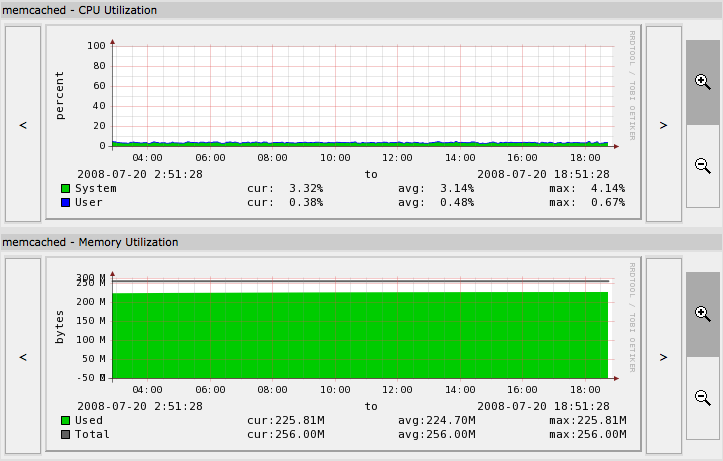 memcached - CPU Utilization
<
>
RRDTOOL / TOBI OETIKER
percent
100
80
60
40
20
0
04:00 06:00 08:00 10:00 12:00 14:00 16:00 18:00
2008-07-20 2:51:28 to 2008-07-20 18:51:28
System cur: 3.32% avg: 3.14% max: 4.14%
User cur: 0.38% avg: 0.48% max: 0.67%
memcached - Memory Utilization
<
>
RRDTOOL / TOBI OETIKER
bytes
300 M
250 M
200 M
150 M
100 M
50 M
-50 M
04:00 06:00 08:00 10:00 12:00 14:00 16:00 18:00
2008-07-20 2:51:28 to 2008-07-20 18:51:28
Used cur:225.81M avg:224.70M max:225.81M
Total cur:256.00M avg:256.00M max:256.00M